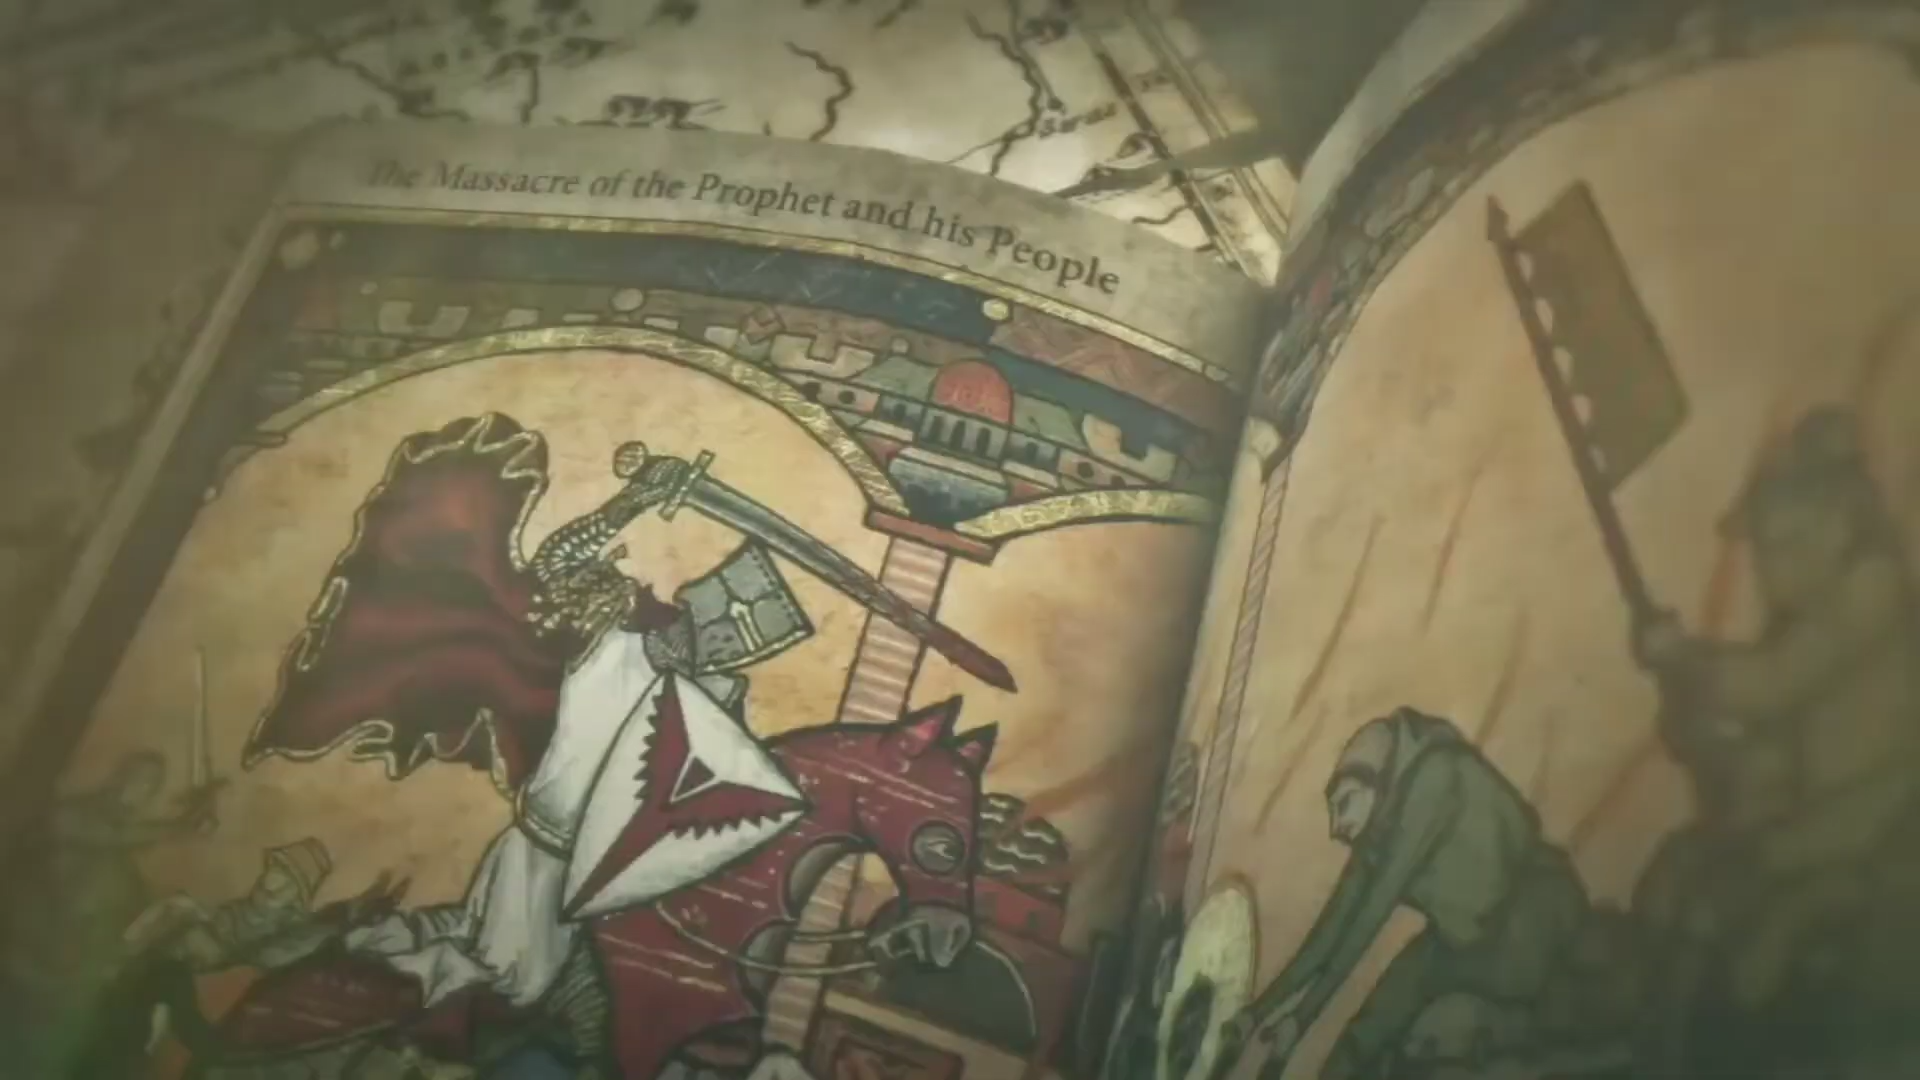 The Massacre of the Prophet and his People